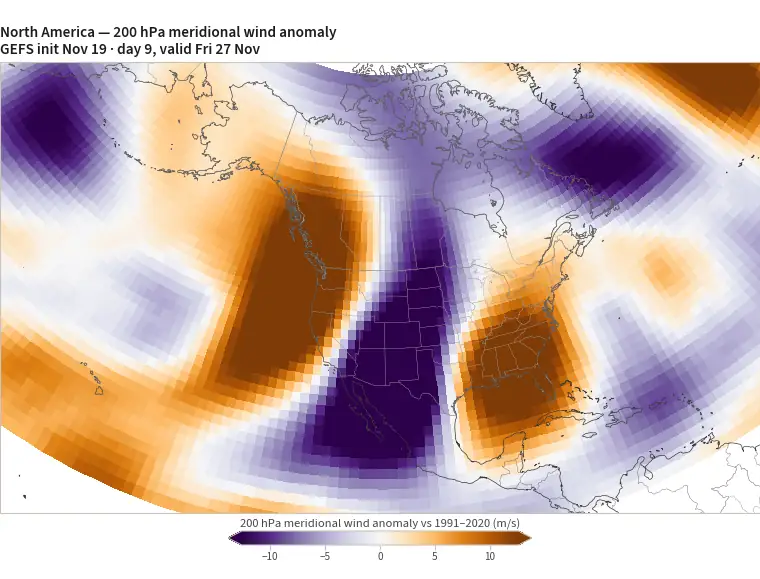 North America — 200 hPa meridional wind anomaly
GEFS init Nov 19 · day 9, valid Fri 27 Nov
200 hPa meridional wind anomaly vs 1991–2020 (m/s)
−10 −5 0 5 10